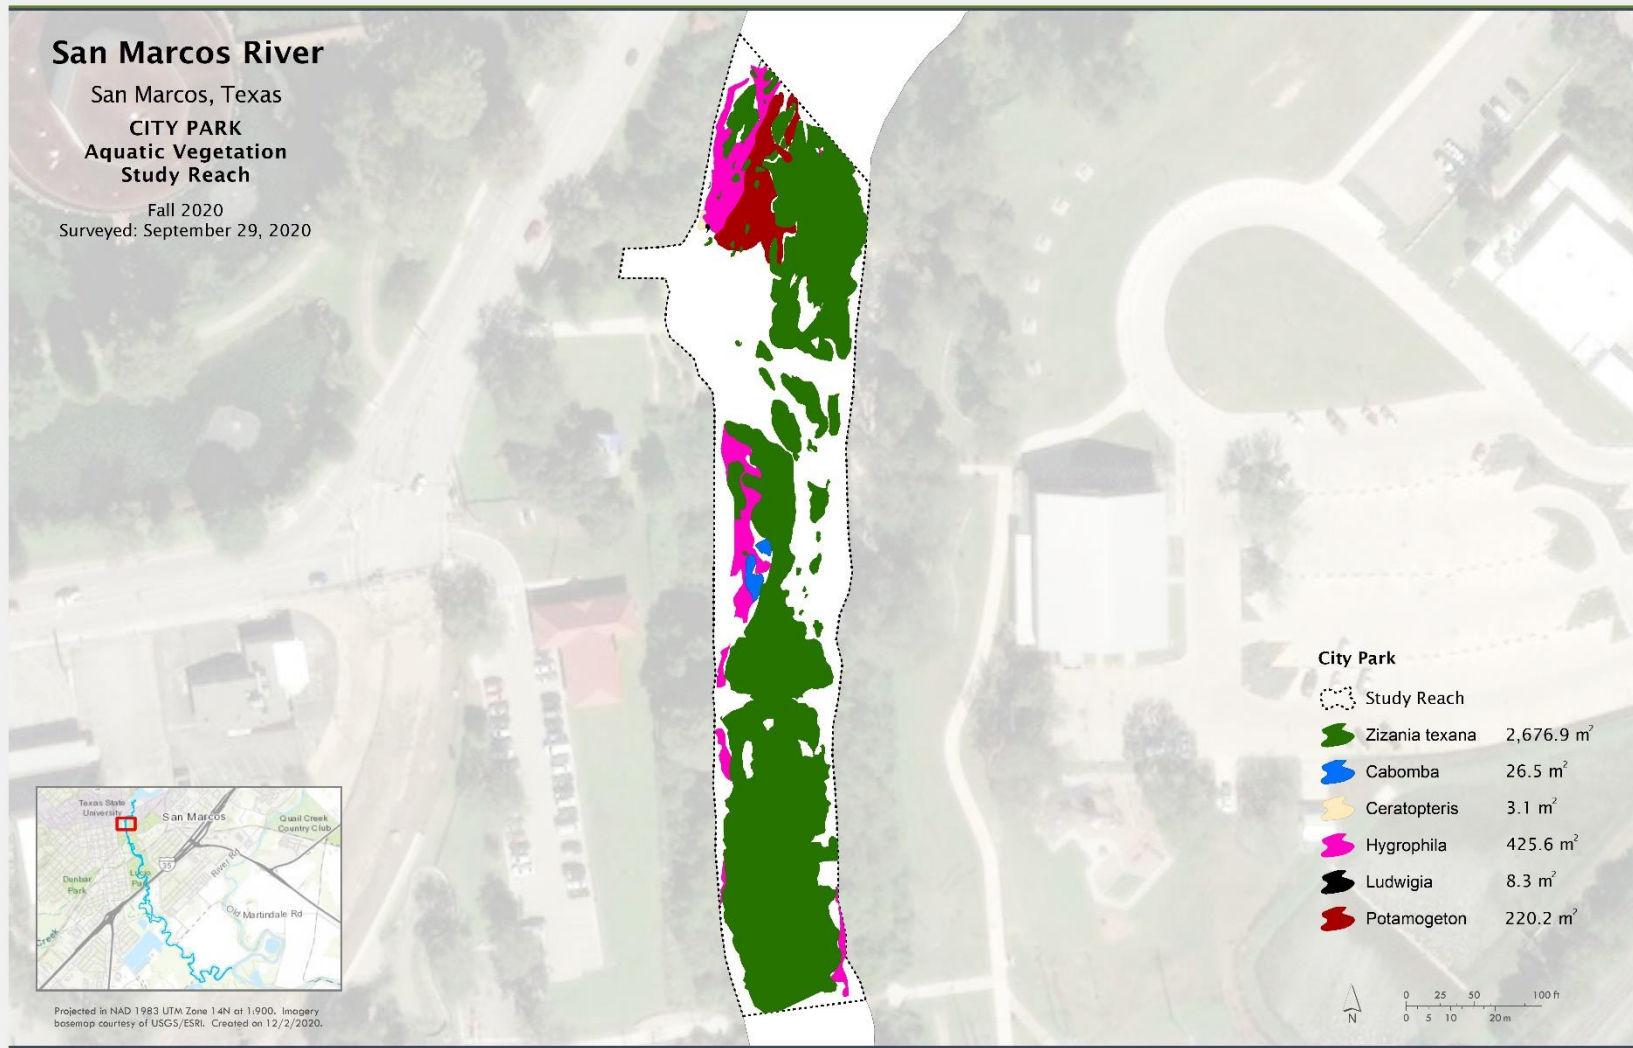 San Marcos River
San Marcos, Texas
CITY PARK
Aquatic Vegetation
Study Reach
Fall 2020
Surveyed: September 29, 2020
City Park
Study Reach
Zizania texana 2,676.9 m²
Cabomba 26.5 m²
Ceratopteris 3.1 m²
Hygrophila 425.6 m²
Ludwigia 8.3 m²
Potamogeton 220.2 m²
Texas State
University
San Marcos
Quail Creek
Country Club
35
River Rd
Dunbar
Park
Lucio
Park
Old Martindale Rd
Creek
Projected in NAD 1983 UTM Zone 14N at 1:900. Imagery
basemap courtesy of USGS/ESRI. Created on 12/2/2020.
N
0 25 50 100 ft
0 5 10 20 m